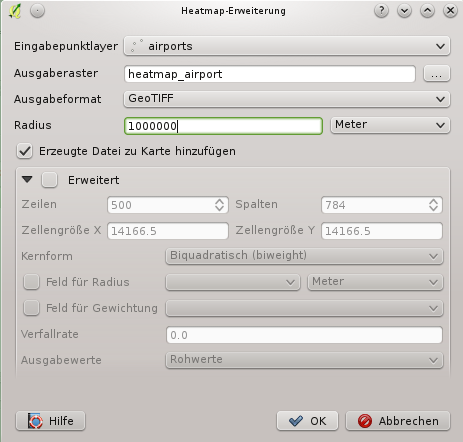 Heatmap-Erweiterung
Eingabepunktlayer airports
Ausgaberaster heatmap_airport ...
Ausgabeformat GeoTIFF
Radius 1000000 Meter
Erzeugte Datei zu Karte hinzufügen
Erweitert
Zeilen 500 Spalten 784
Zellengröße X 14166.5 Zellengröße Y 14166.5
Kernform Biquadratisch (biweight)
Feld für Radius Meter
Feld für Gewichtung
Verfallrate 0.0
Ausgabewerte Rohwerte
Hilfe OK Abbrechen